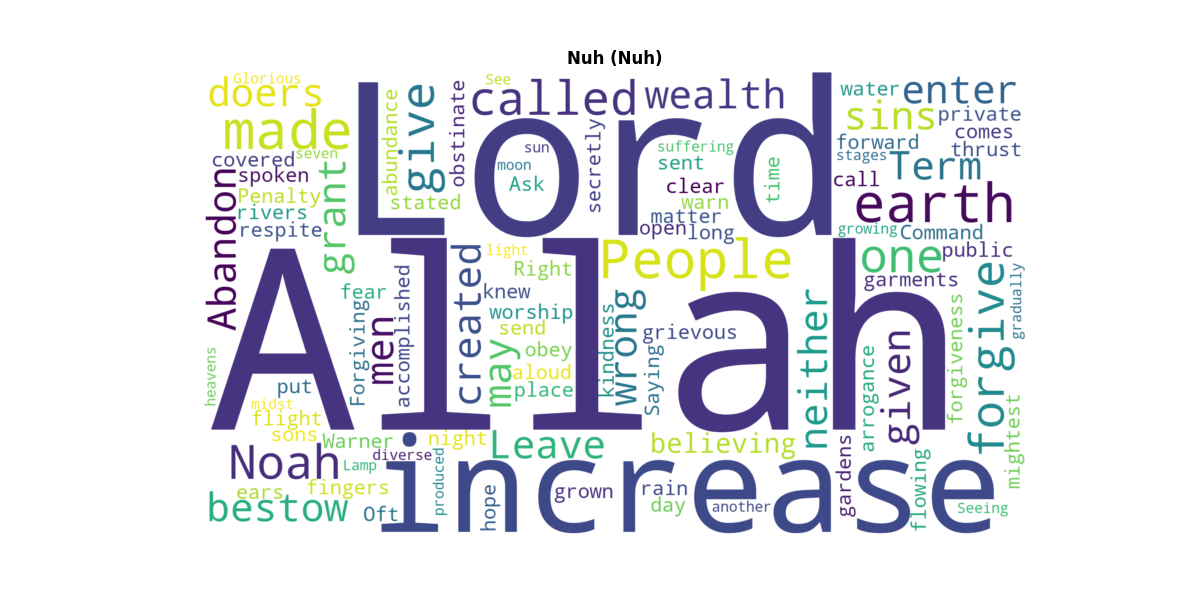 Nuh (Nuh)
Glorious
doers
made
covered
seven
spoken
Penalty
rivers
respite
Abandon
grant
abundance
give
stated
obstinate
See
called
wealth
Lord
sun
moon
Ask
secretly
suffering
sent
clear
warn
matter
open
long
time
water
enter
sins
private
comes
forward
thrust
stages
Term
call
earth
growing
Command
one
public
garments
Allah
heavens
fear
Forgiving
men
accomplished
created
light
Right
knew
worship
send
may
obey
aloud
place
People
kindness
wrong
Saying
grievous
neither
arrogance
given
forgiveness
forgive
gradually
mightest
put
midst
flight
sons
Warner
night
Leave
believing
Noah
Lamp
diverse
produced
increase
ears
fingers
bestow
Oft
hope
grown
rain
day
another
gardens
flowing
Seeing